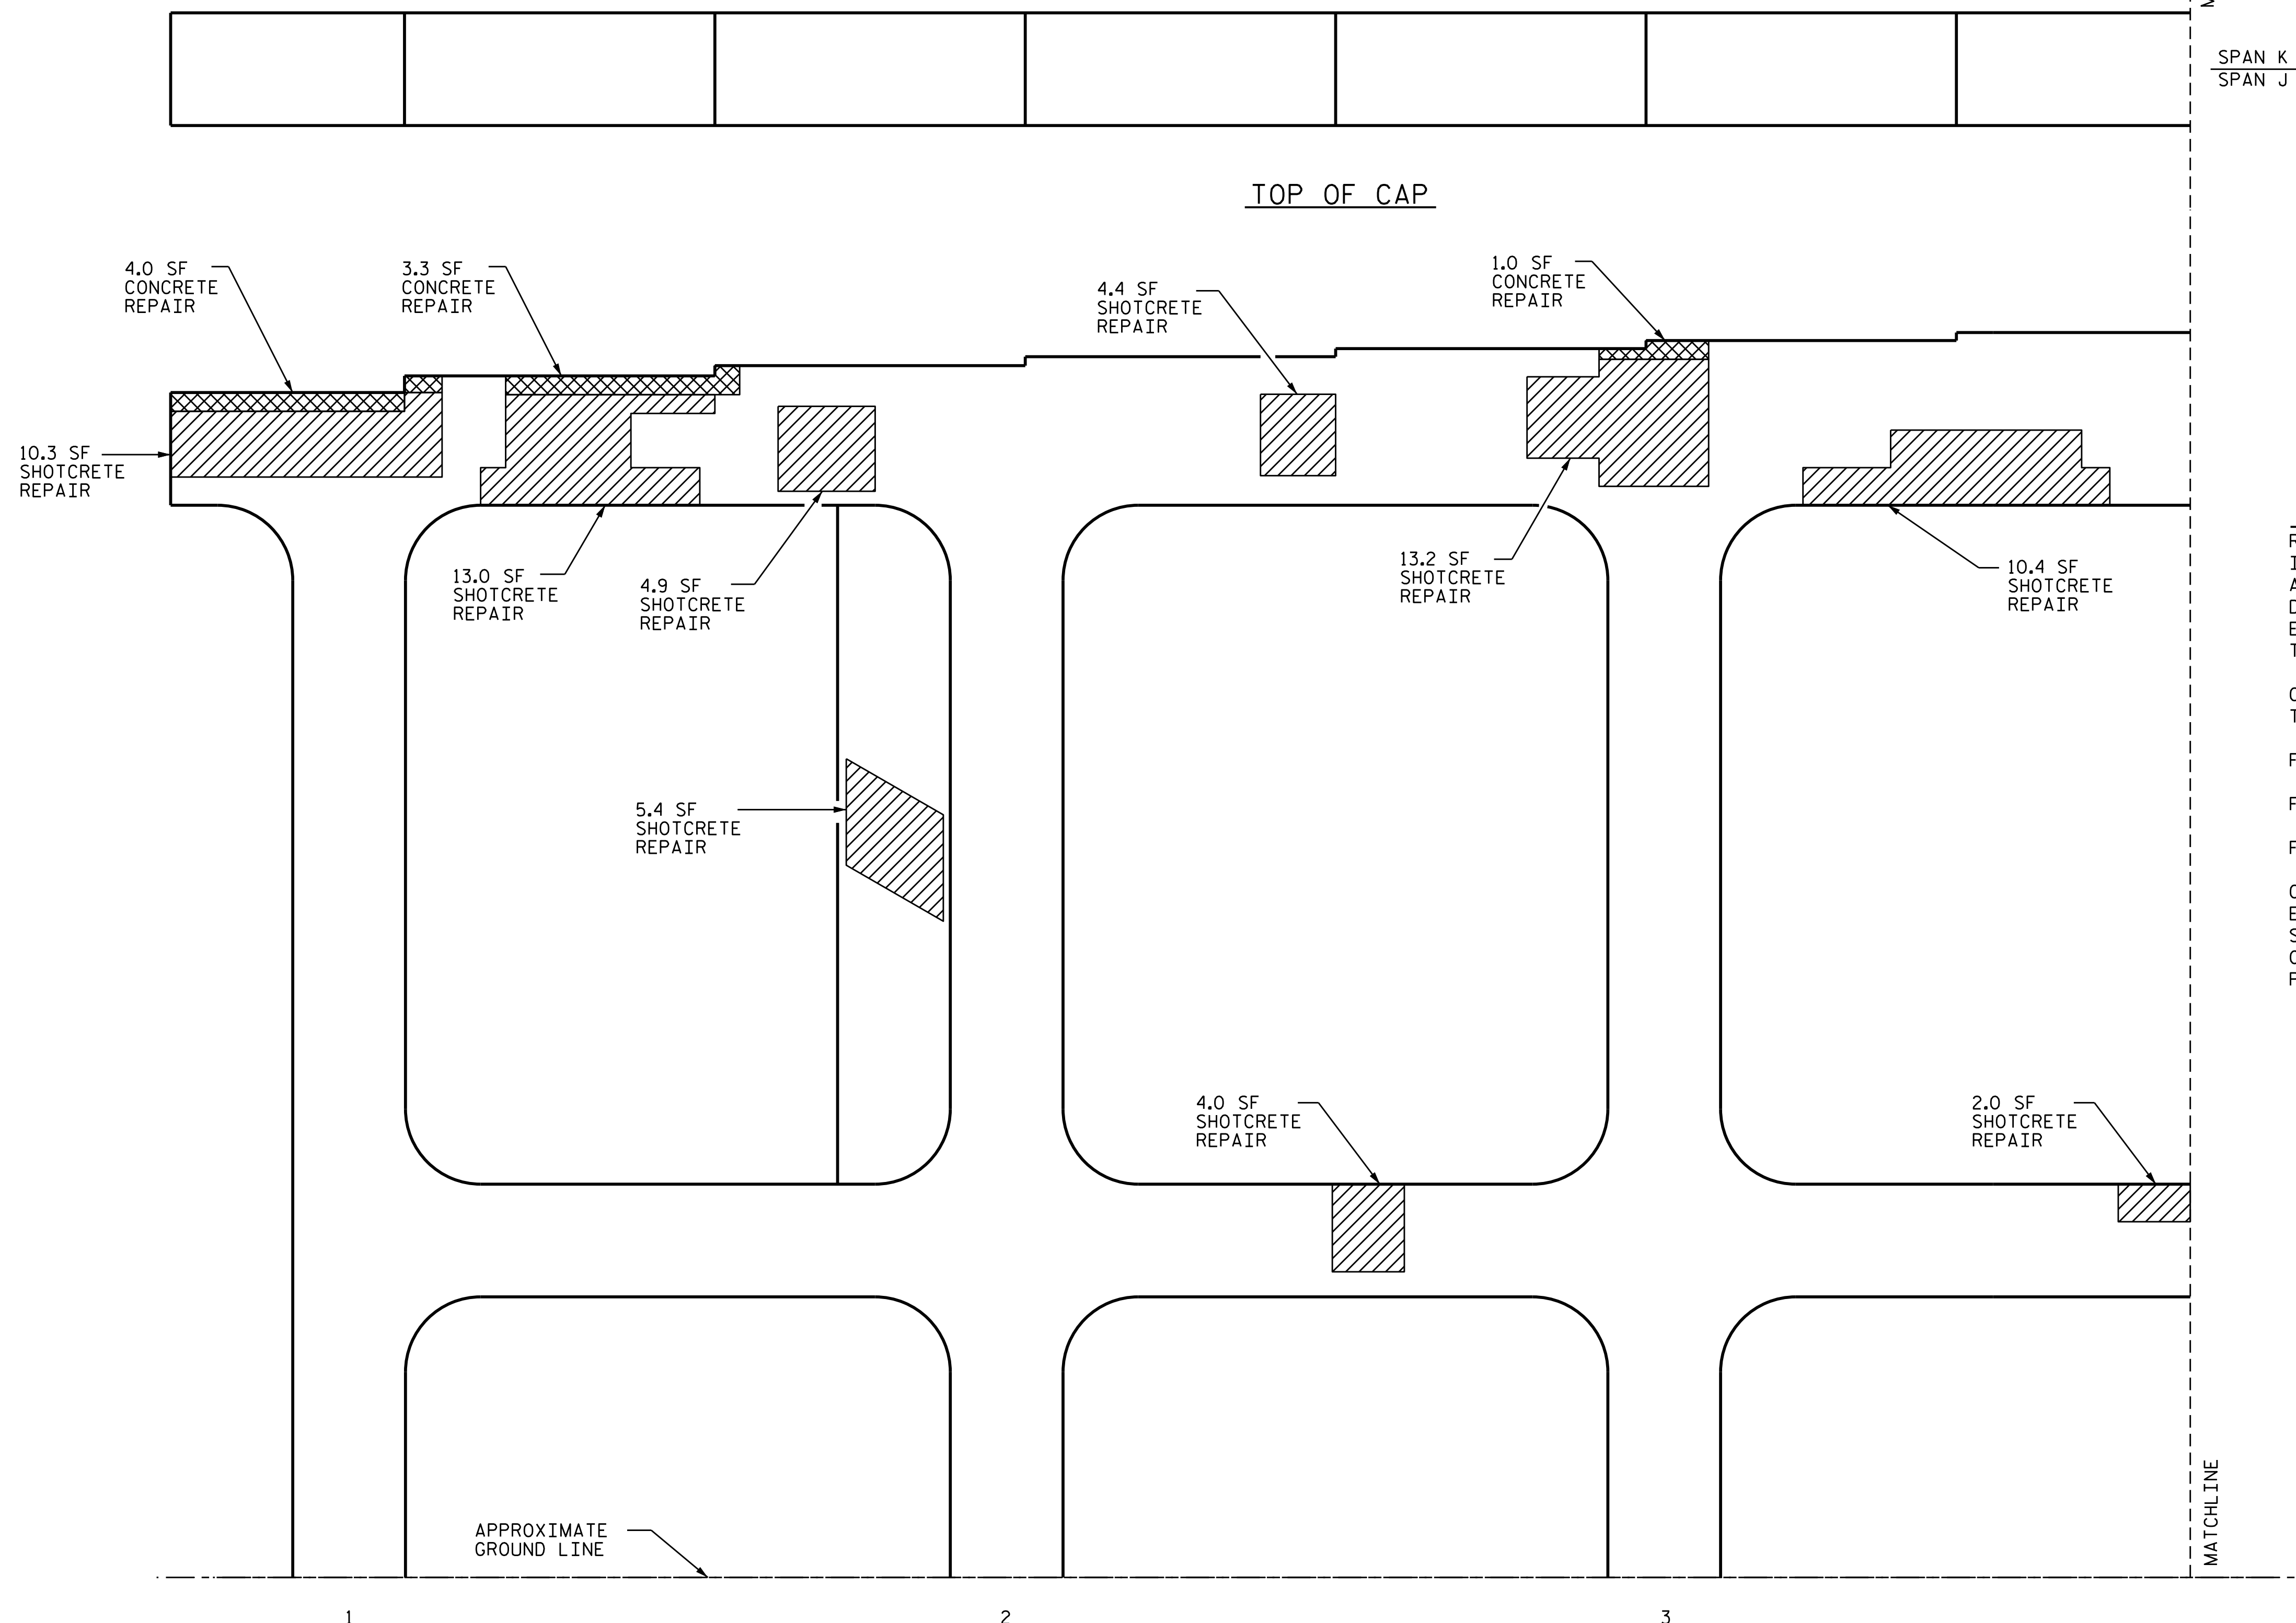 SPAN K
SPAN J
TOP OF CAP
4.0 SF
CONCRETE
REPAIR
3.3 SF
CONCRETE
REPAIR
4.4 SF
SHOTCRETE
REPAIR
1.0 SF
CONCRETE
REPAIR
10.3 SF
SHOTCRETE
REPAIR
13.0 SF
SHOTCRETE
REPAIR
4.9 SF
SHOTCRETE
REPAIR
13.2 SF
SHOTCRETE
REPAIR
10.4 SF
SHOTCRETE
REPAIR
5.4 SF
SHOTCRETE
REPAIR
4.0 SF
SHOTCRETE
REPAIR
2.0 SF
SHOTCRETE
REPAIR
MATCHLINE
APPROXIMATE
GROUND LINE
1
2
3